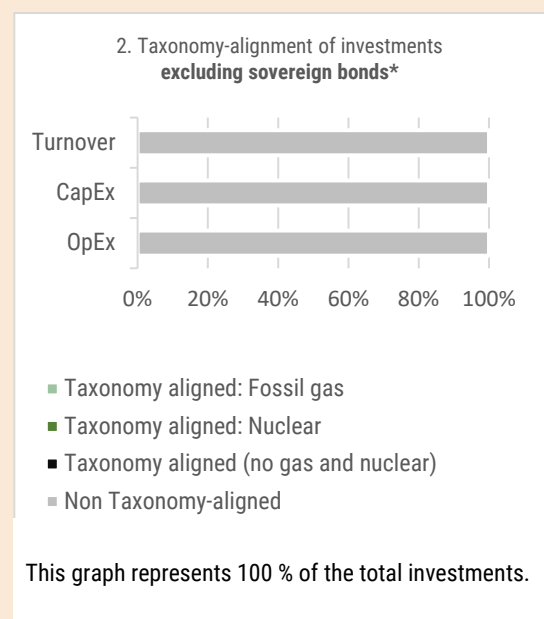 2. Taxonomy-alignment of investments
excluding sovereign bonds*
Turnover
CapEx
OpEx
0% 20% 40% 60% 80% 100%
Taxonomy aligned: Fossil gas
Taxonomy aligned: Nuclear
Taxonomy aligned (no gas and nuclear)
Non Taxonomy-aligned
This graph represents 100 % of the total investments.